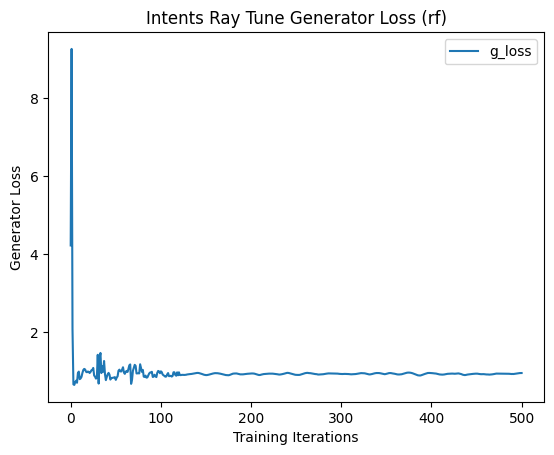 Intents Ray Tune Generator Loss (rf)
g_loss
Generator Loss
8
6
4
2
0
100
200
300
400
500
Training Iterations